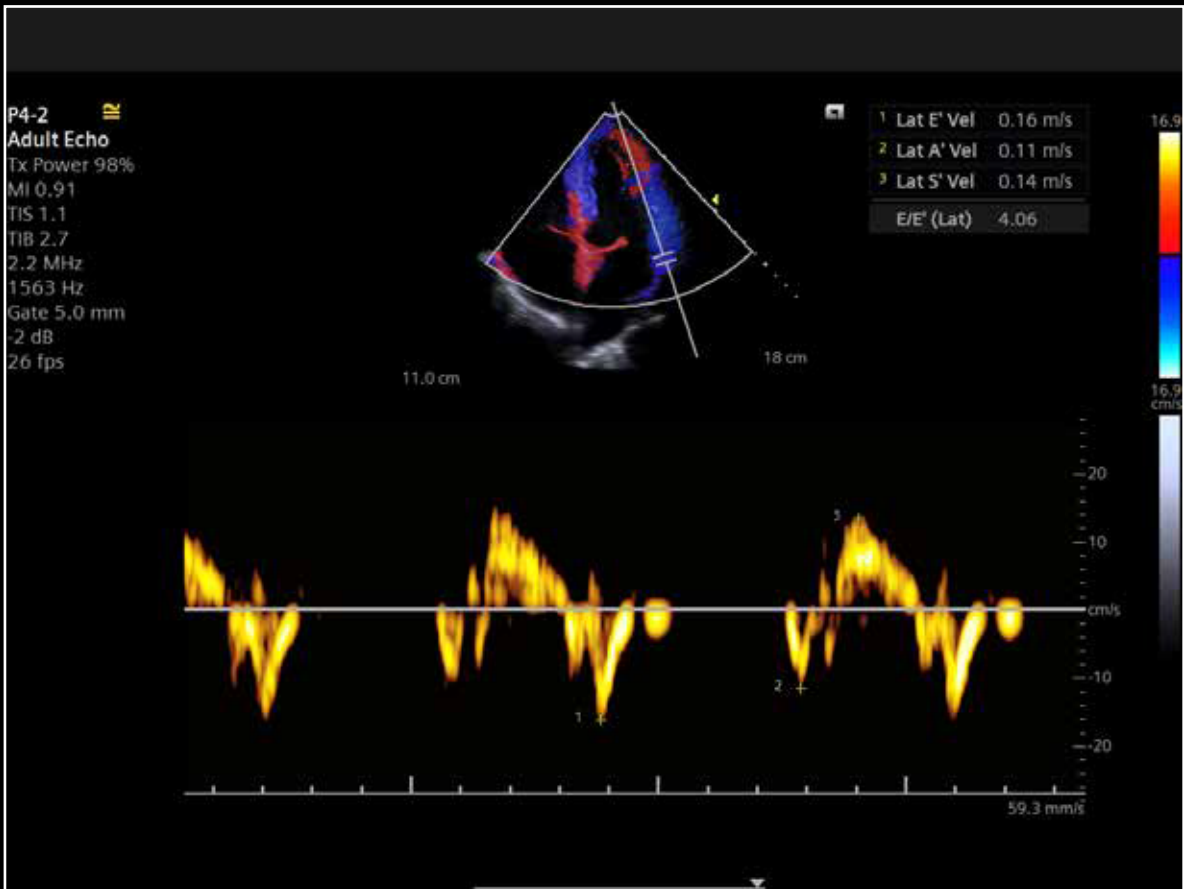 P4-2
Adult Echo
Tx Power 98%
MI 0.91
TIS 1.1
TIB 2.7
2.2 MHz
1563 Hz
Gate 5.0 mm
-2 dB
26 fps
1 Lat E' Vel 0.16 m/s
2 Lat A' Vel 0.11 m/s
3 Lat S' Vel 0.14 m/s
E/E' (Lat) 4.06
16.9
16.9
cm/s
11.0 cm
18 cm
20
10
cm/s
-10
-20
3
2
1
59.3 mm/s